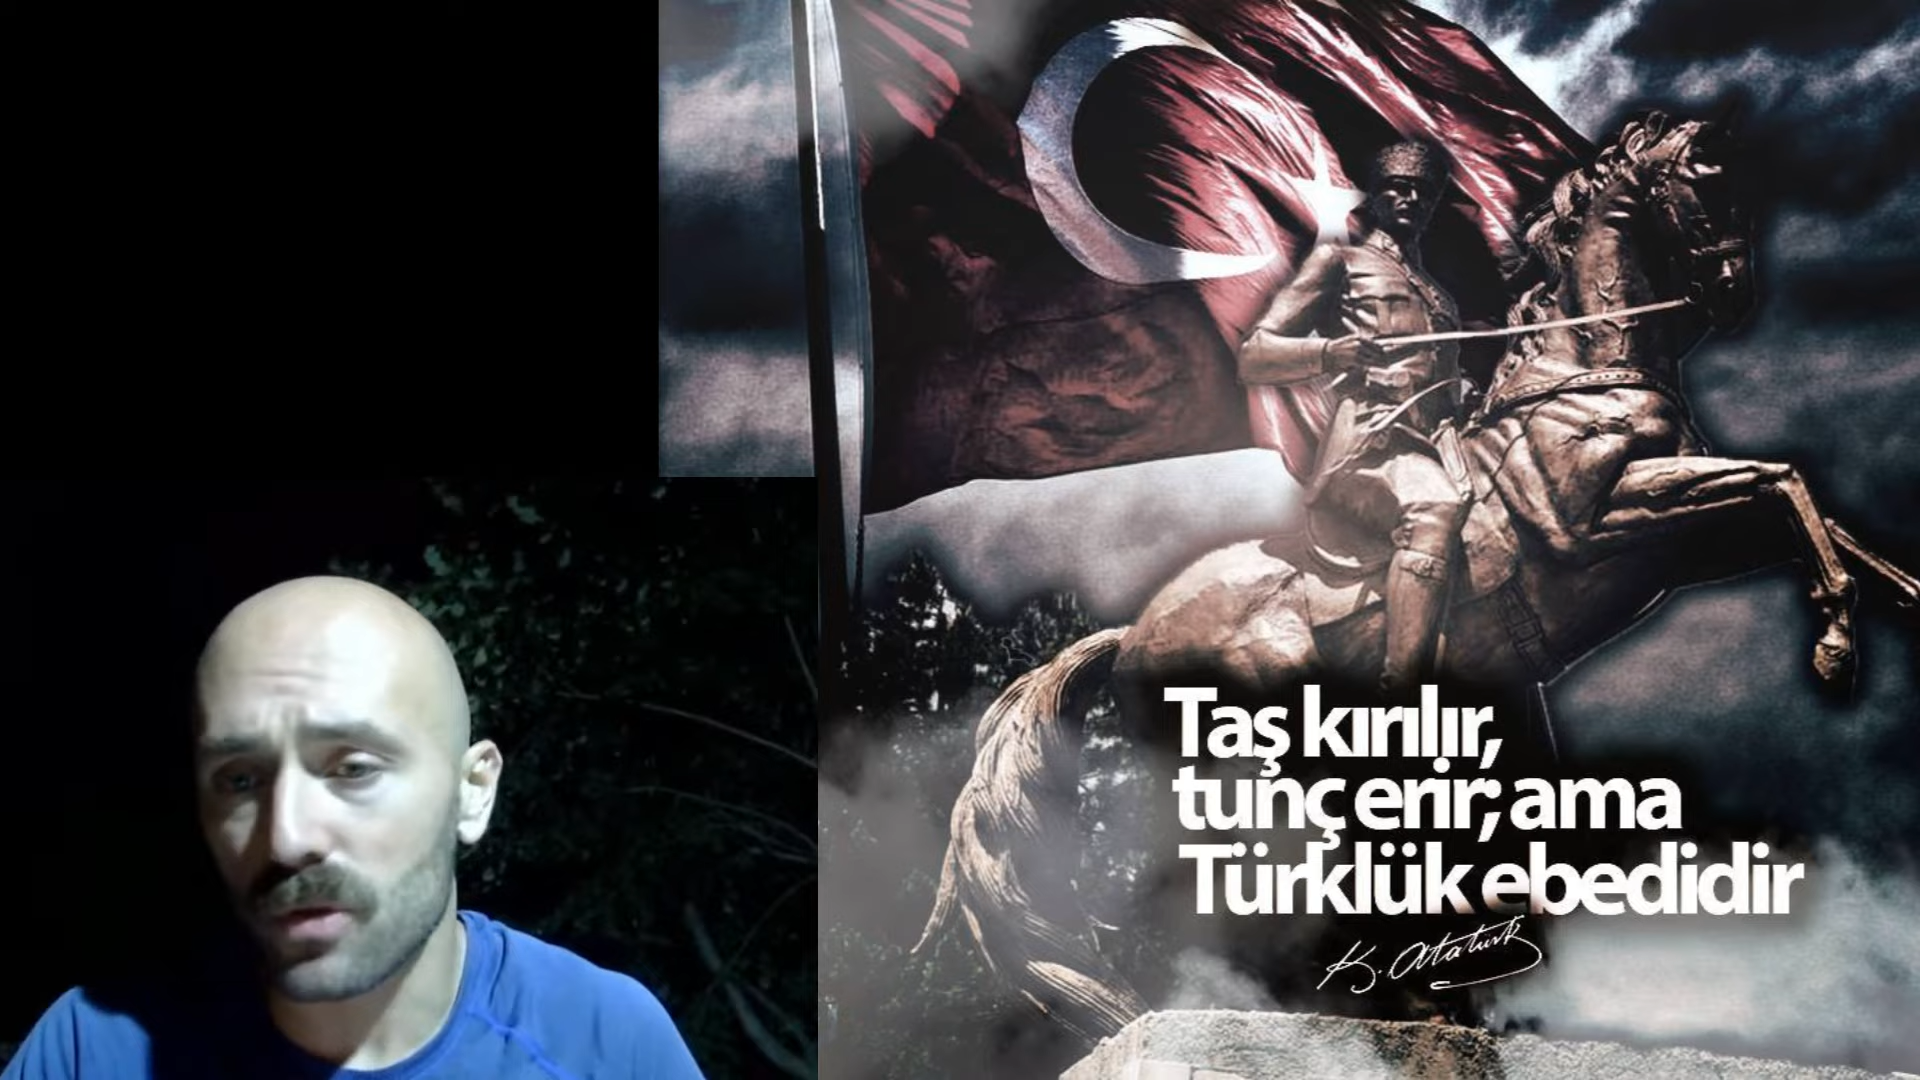 Taş kırılır,
tunç erir; ama
Türklük ebedidir
K. Atatürk